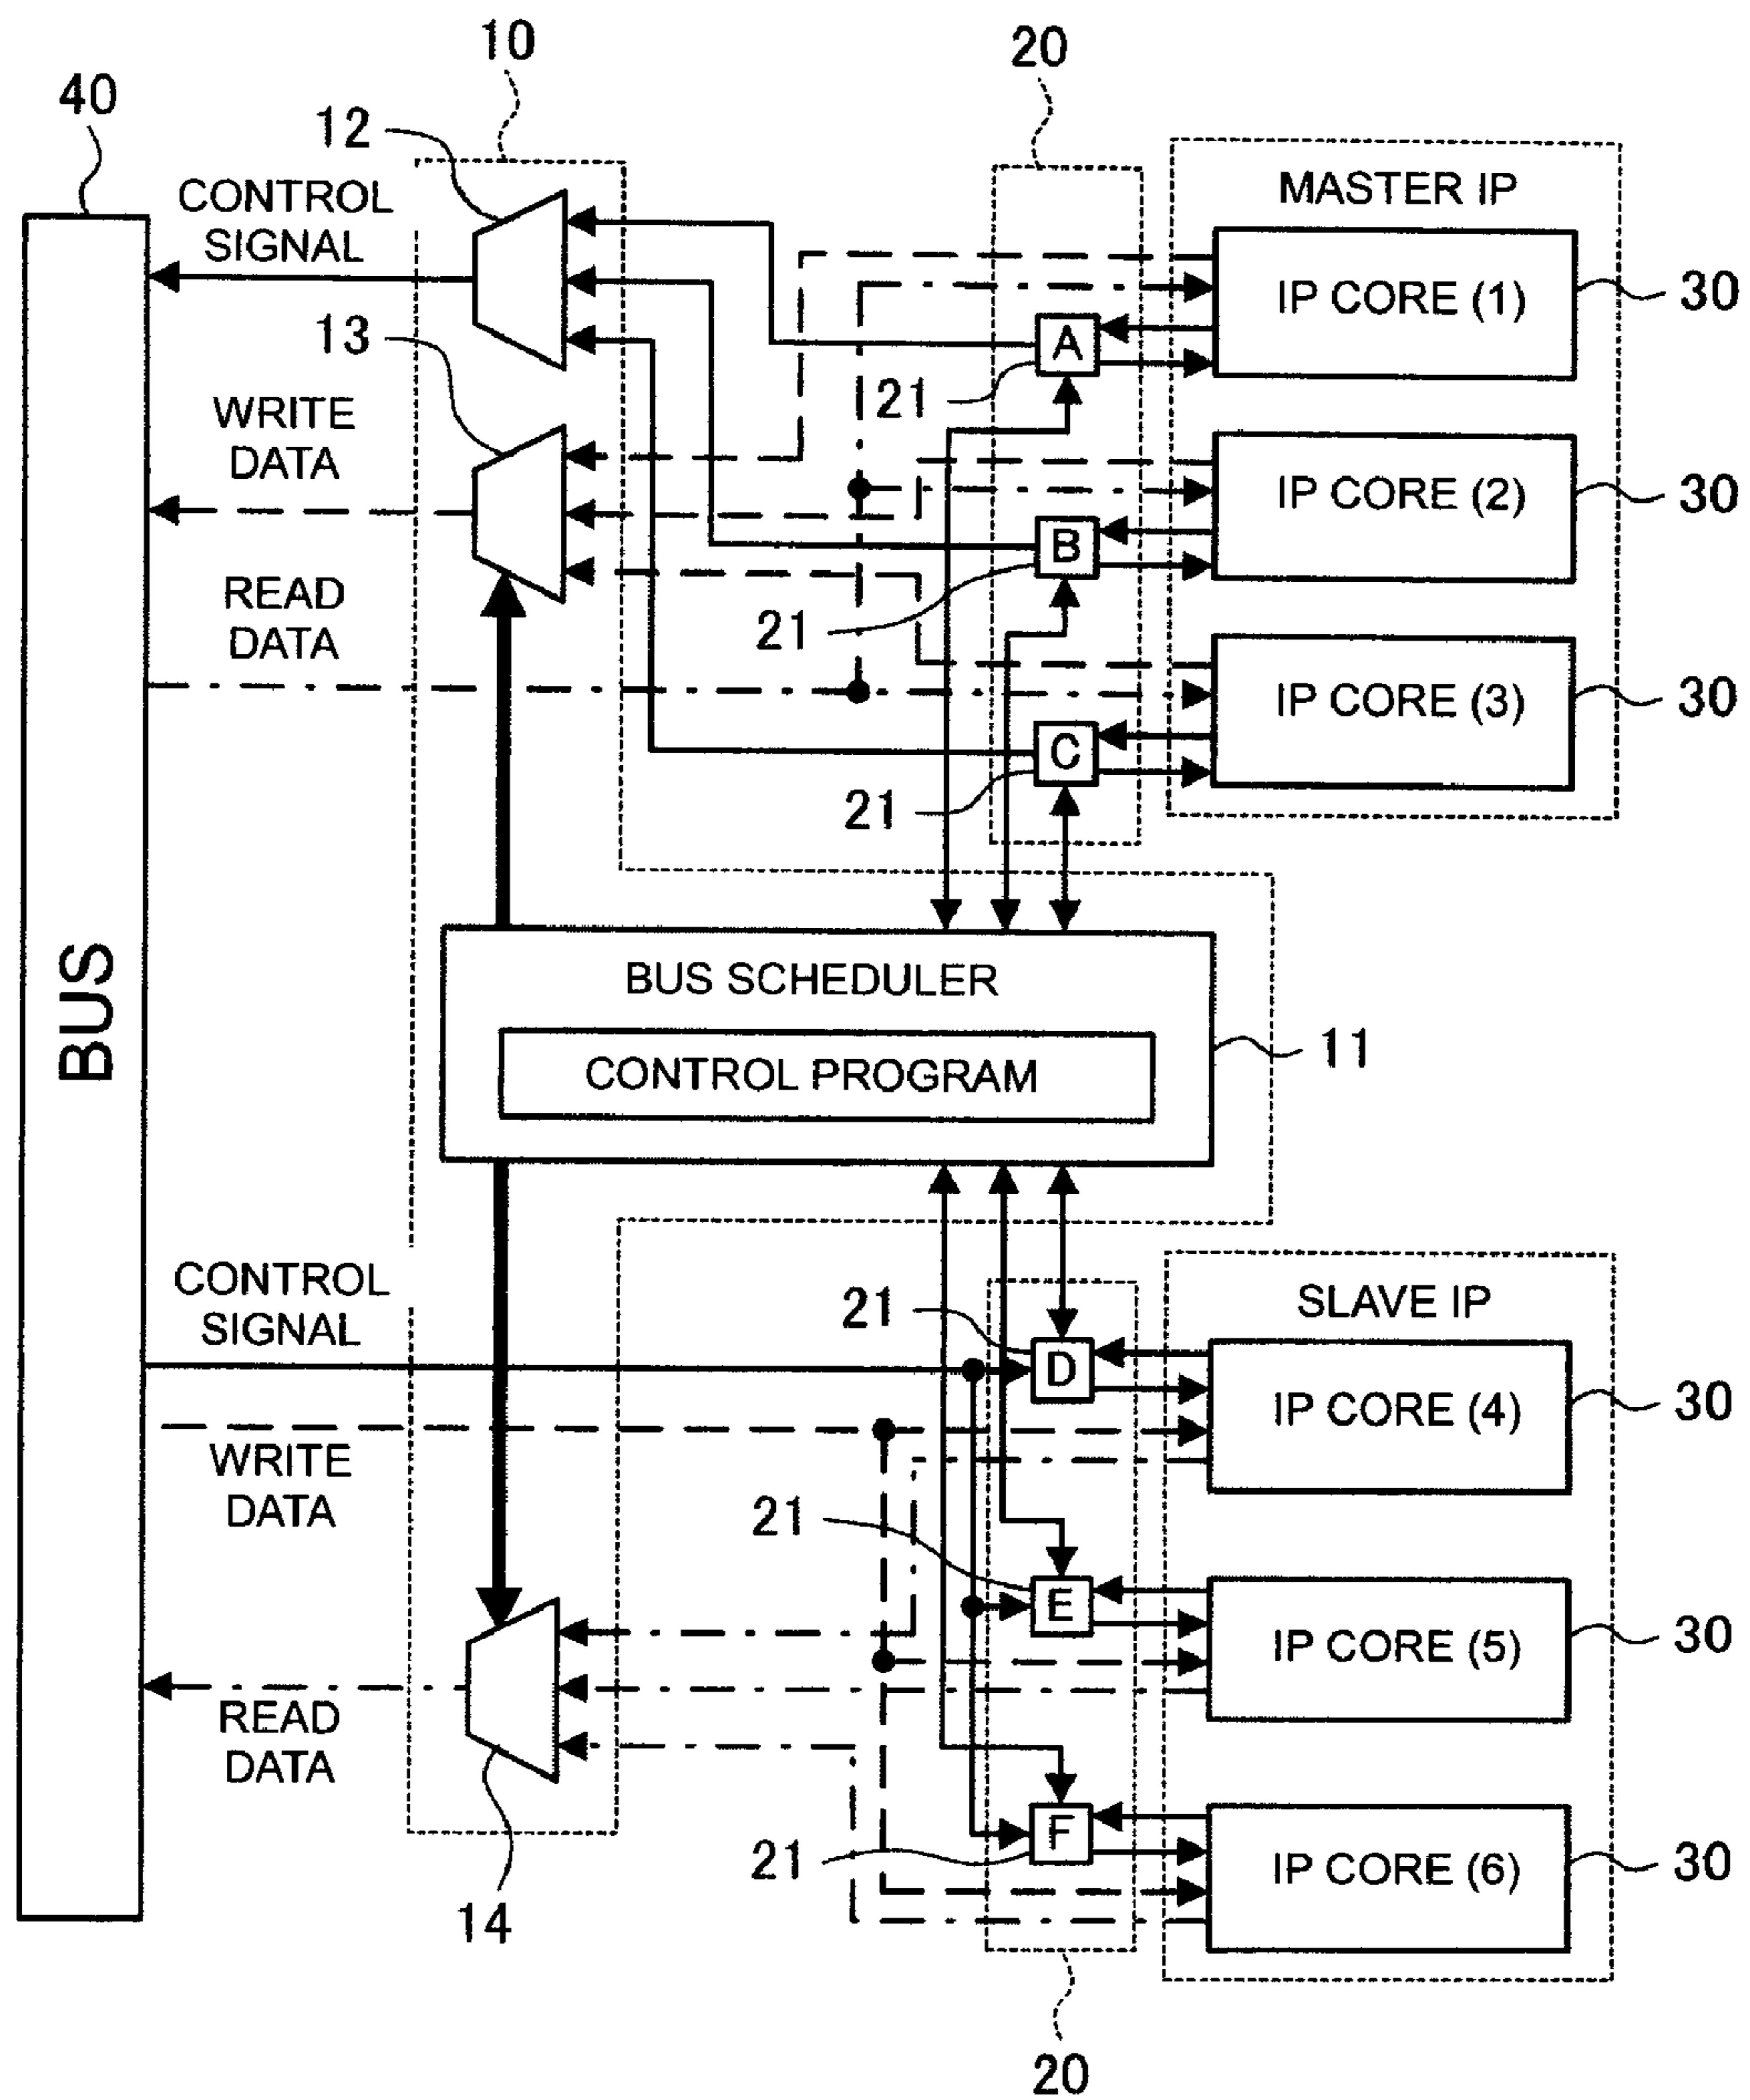 10
20
40
12
MASTER IP
CONTROL
SIGNAL
IP CORE (1)
30
13
A
21
WRITE
DATA
IP CORE (2)
30
B
READ
DATA
21
IP CORE (3)
30
C
21
BUS
BUS SCHEDULER
11
CONTROL PROGRAM
CONTROL
SIGNAL
21
SLAVE IP
D
IP CORE (4)
30
WRITE
DATA
21
E
IP CORE (5)
30
READ
DATA
F
21
IP CORE (6)
30
14
20